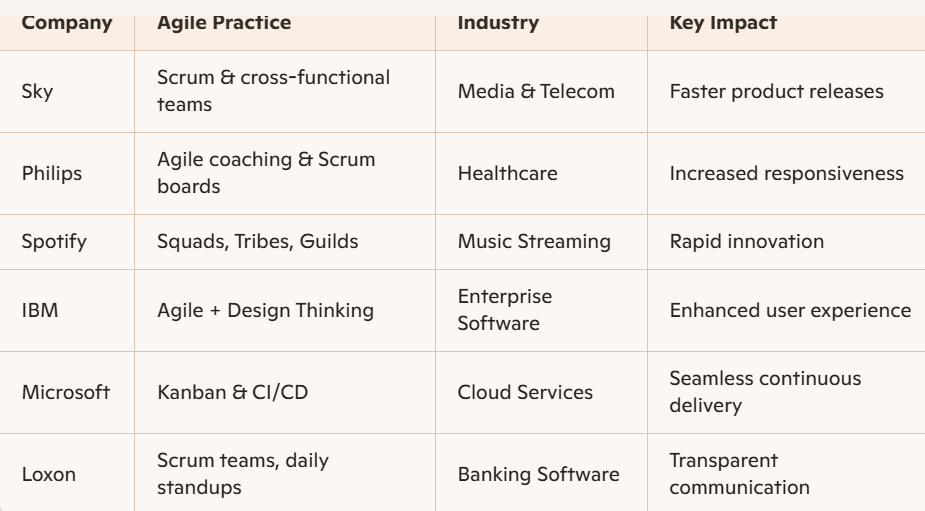 Company Agile Practice Industry Key Impact
Sky Scrum & cross-functional teams Media & Telecom Faster product releases
Philips Agile coaching & Scrum boards Healthcare Increased responsiveness
Spotify Squads, Tribes, Guilds Music Streaming Rapid innovation
IBM Agile + Design Thinking Enterprise Software Enhanced user experience
Microsoft Kanban & CI/CD Cloud Services Seamless continuous delivery
Loxon Scrum teams, daily standups Banking Software Transparent communication